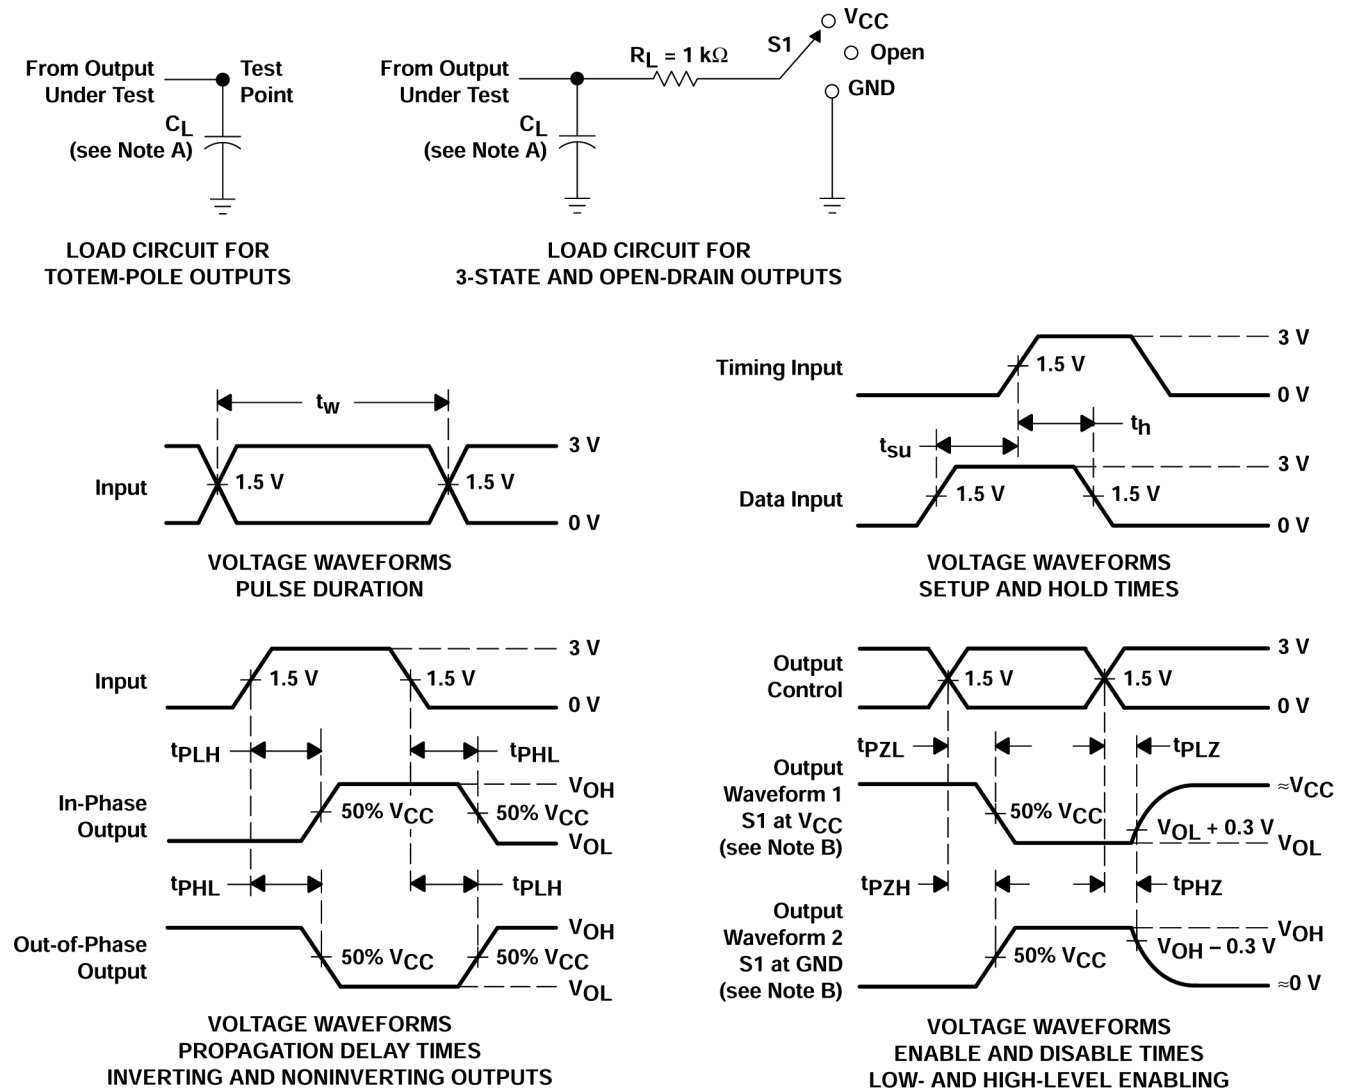 From Output
Under Test
Test
Point
CL
(see Note A)
LOAD CIRCUIT FOR
TOTEM-POLE OUTPUTS
From Output
Under Test
RL = 1 kΩ
S1
VCC
Open
GND
CL
(see Note A)
LOAD CIRCUIT FOR
3-STATE AND OPEN-DRAIN OUTPUTS
tw
Input
1.5 V
1.5 V
3 V
0 V
VOLTAGE WAVEFORMS
PULSE DURATION
Timing Input
1.5 V
3 V
0 V
tsu
th
Data Input
1.5 V
1.5 V
3 V
0 V
VOLTAGE WAVEFORMS
SETUP AND HOLD TIMES
Input
1.5 V
1.5 V
3 V
0 V
tPLH
tPHL
In-Phase
Output
50% VCC
50% VCC
VOH
VOL
tPHL
tPLH
Out-of-Phase
Output
50% VCC
50% VCC
VOH
VOL
VOLTAGE WAVEFORMS
PROPAGATION DELAY TIMES
INVERTING AND NONINVERTING OUTPUTS
Output
Control
1.5 V
1.5 V
3 V
0 V
tPZL
tPLZ
Output
Waveform 1
S1 at VCC
(see Note B)
50% VCC
VOL + 0.3 V
≈VCC
VOL
tPZH
tPHZ
Output
Waveform 2
S1 at GND
(see Note B)
50% VCC
VOH − 0.3 V
VOH
≈0 V
VOLTAGE WAVEFORMS
ENABLE AND DISABLE TIMES
LOW- AND HIGH-LEVEL ENABLING